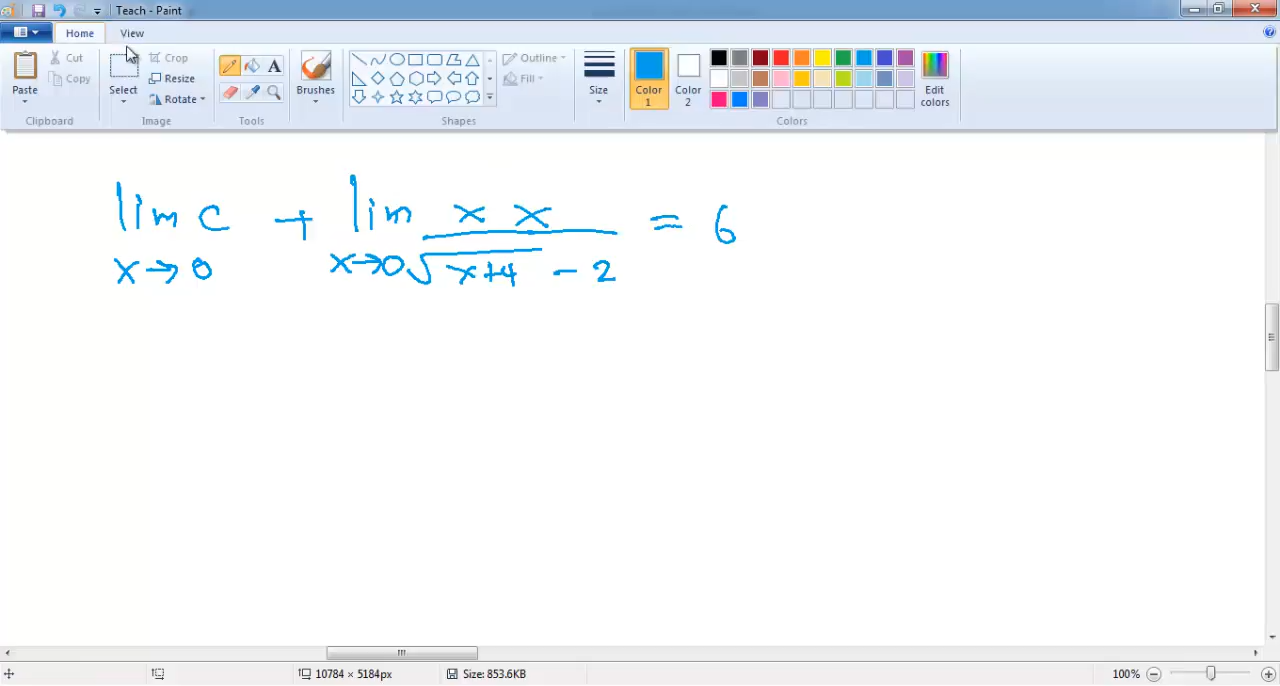 Teach - Paint
Home View
Paste Cut Copy
Clipboard
Select Crop Resize Rotate
Image
Tools
Brushes
Outline Fill
Shapes
Size
Color 1 Color 2
Edit colors
Colors
lim c + lim x x = 6
x→0 x→0 √x+4 - 2
10784 × 5184px Size: 853.6KB 100%